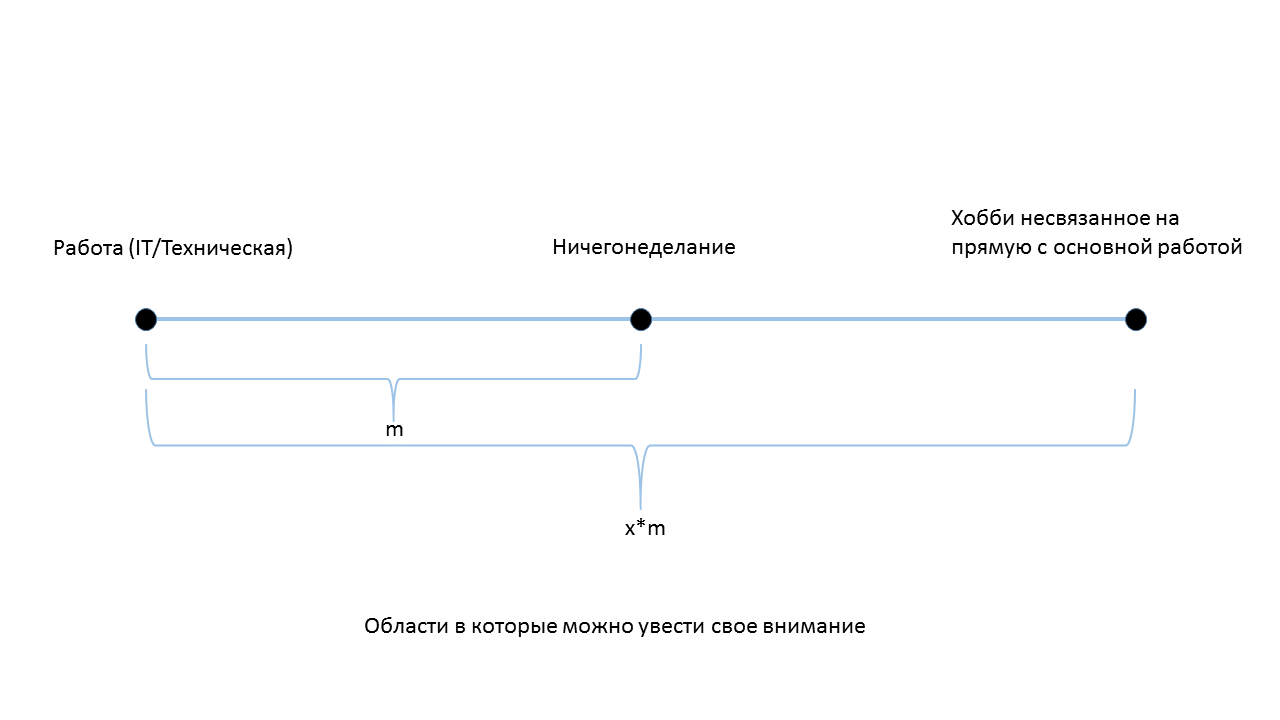 Хобби несвязанное на
прямую с основной работой
Работа (IT/Техническая)
Ничегонеделание
m
x*m
Области в которые можно увести свое внимание